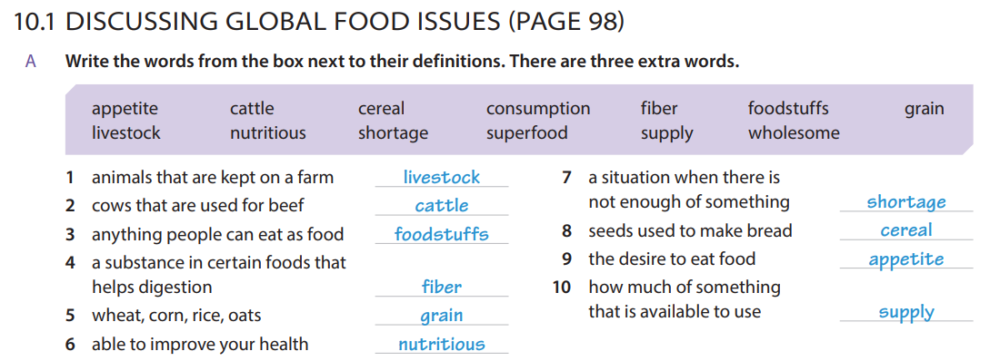 10.1 DISCUSSING GLOBAL FOOD ISSUES (PAGE 98)
A Write the words from the box next to their definitions. There are three extra words.
appetite cattle cereal consumption fiber foodstuffs grain
livestock nutritious shortage superfood supply wholesome
1 animals that are kept on a farm livestock
2 cows that are used for beef cattle
3 anything people can eat as food foodstuffs
4 a substance in certain foods that
helps digestion fiber
5 wheat, corn, rice, oats grain
6 able to improve your health nutritious
7 a situation when there is
not enough of something shortage
8 seeds used to make bread cereal
9 the desire to eat food appetite
10 how much of something
that is available to use supply